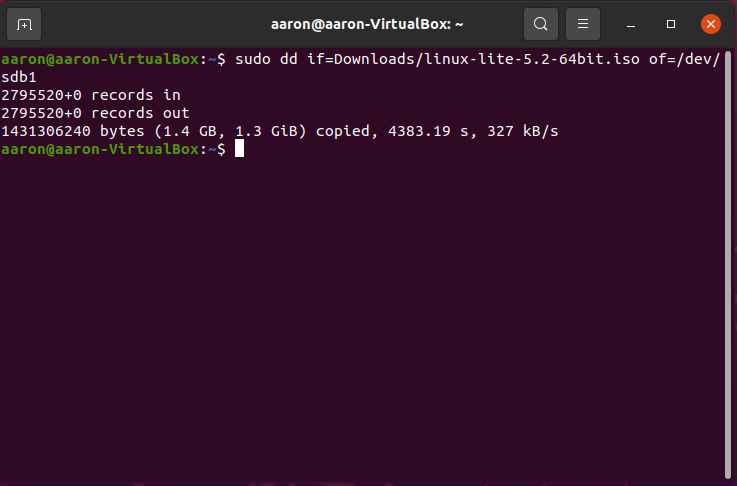 aaron@aaron-VirtualBox: ~
aaron@aaron-VirtualBox:~$ sudo dd if=Downloads/linux-lite-5.2-64bit.iso of=/dev/
sdb1
2795520+0 records in
2795520+0 records out
1431306240 bytes (1.4 GB, 1.3 GiB) copied, 4383.19 s, 327 kB/s
aaron@aaron-VirtualBox:~$